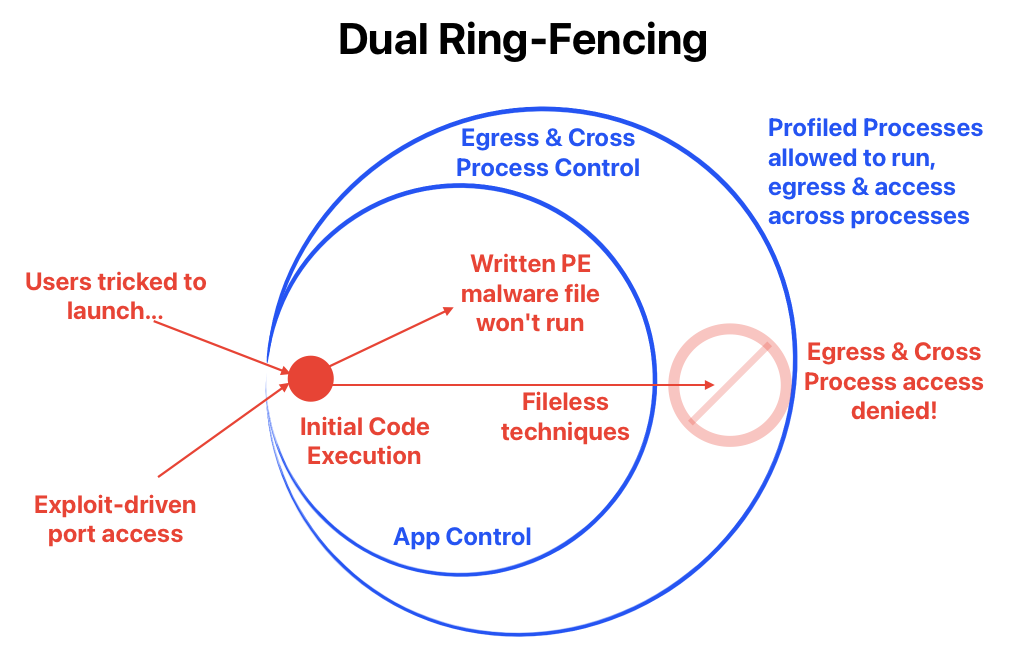 Dual Ring-Fencing
Egress & Cross
Process Control
Profiled Processes
allowed to run,
egress & access
across processes
Users tricked to
launch...
Written PE
malware file
won't run
Egress & Cross
Process access
denied!
Fileless
techniques
Initial Code
Execution
Exploit-driven
port access
App Control